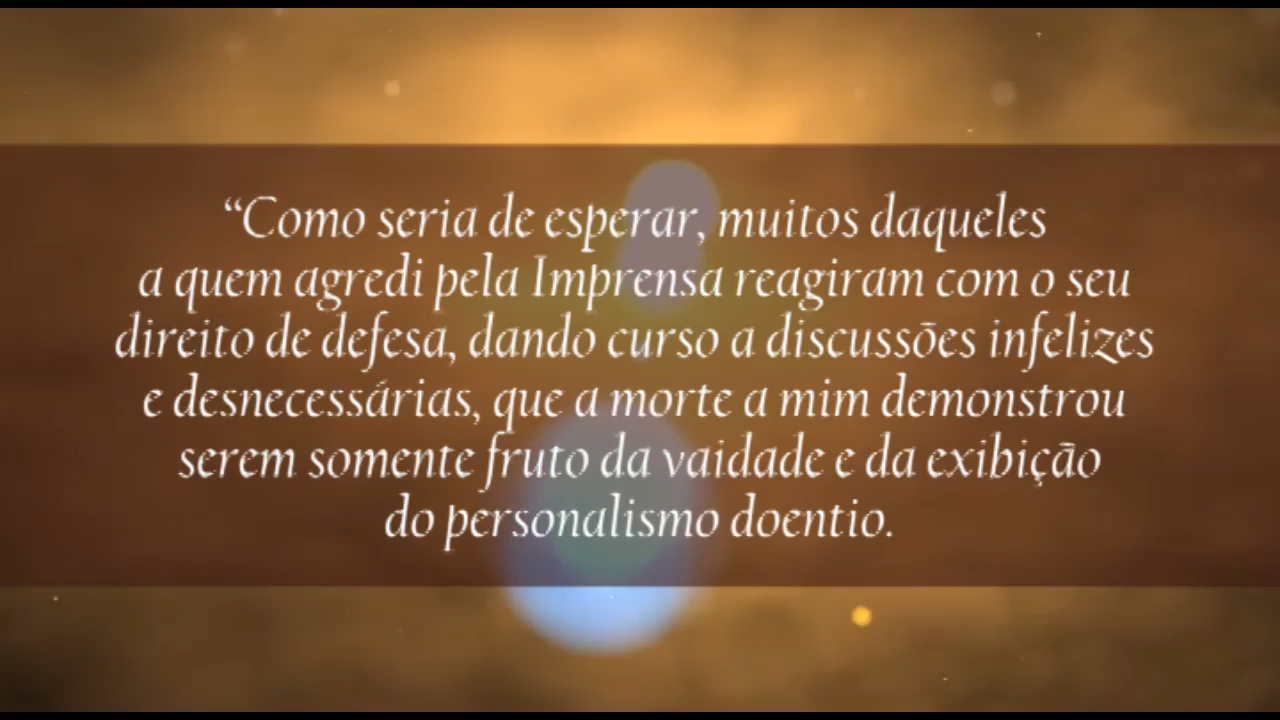 “Como seria de esperar, muitos daqueles
a quem agredi pela Imprensa reagiram com o seu
direito de defesa, dando curso a discussões infelizes
e desnecessárias, que a morte a mim demonstrou
serem somente fruto da vaidade e da exibição
do personalismo doentio.